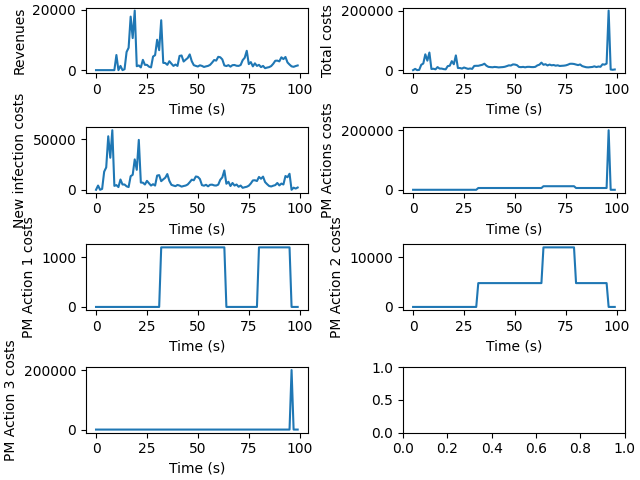 Revenues
20000
0
0 25 50 75 100
Time (s)
Total costs
200000
0
0 25 50 75 100
Time (s)
New infection costs
50000
0
0 25 50 75 100
Time (s)
PM Actions costs
200000
0
0 25 50 75 100
Time (s)
PM Action 1 costs
1000
0
0 25 50 75 100
Time (s)
PM Action 2 costs
10000
0
0 25 50 75 100
Time (s)
PM Action 3 costs
200000
0
0 25 50 75 100
Time (s)
1.0
0.5
0.0
0.0 0.2 0.4 0.6 0.8 1.0